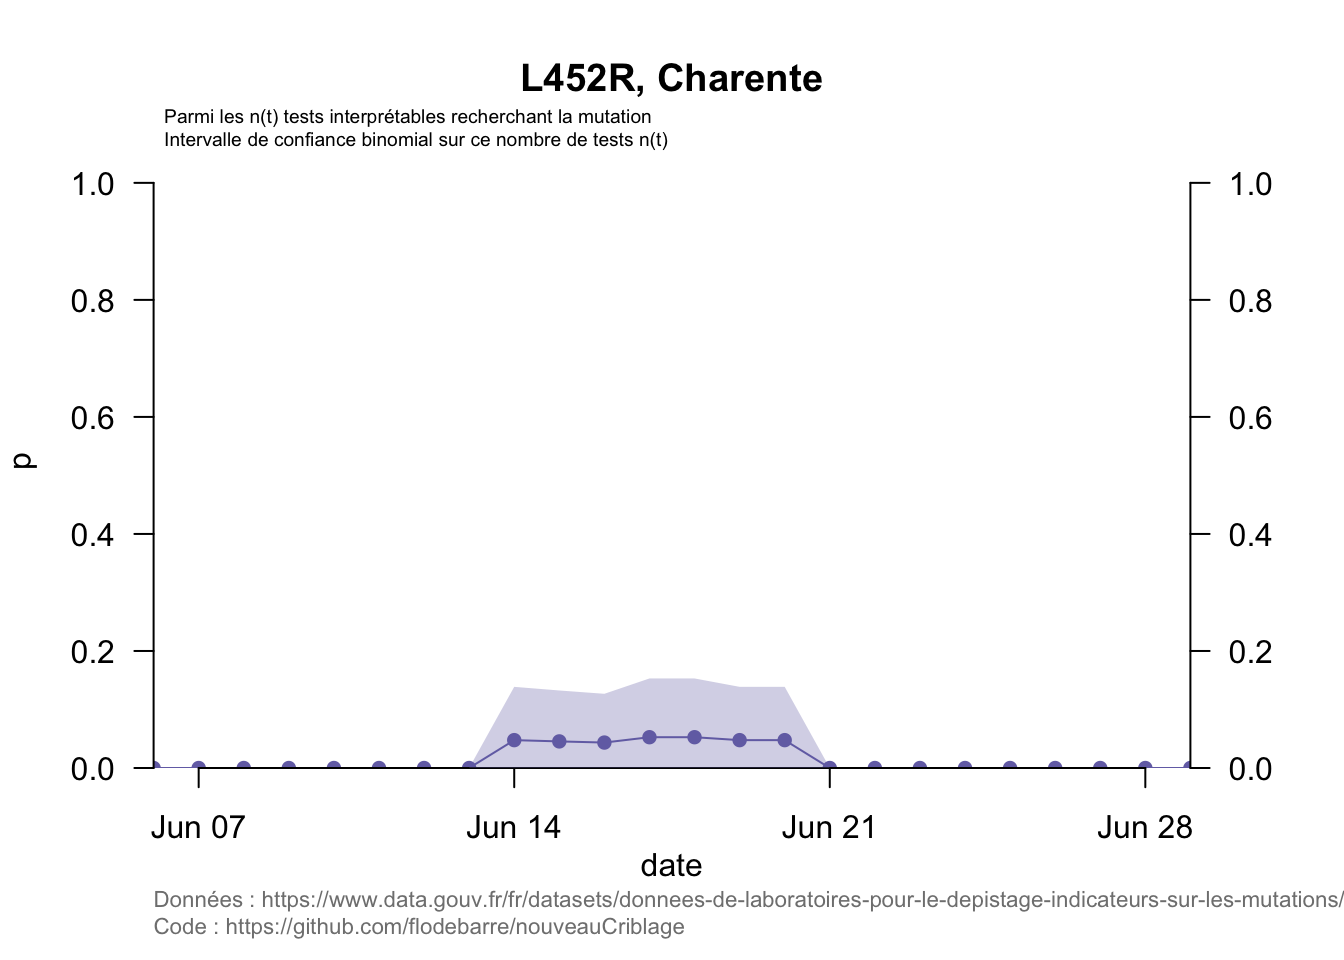 L452R, Charente
Parmi les n(t) tests interprétables recherchant la mutation
Intervalle de confiance binomial sur ce nombre de tests n(t)
1.0 1.0
0.8 0.8
0.6 0.6
p
0.4 0.4
0.2 0.2
0.0 0.0
Jun 07 Jun 14 Jun 21 Jun 28
date
Données : https://www.data.gouv.fr/fr/datasets/donnees-de-laboratoires-pour-le-depistage-indicateurs-sur-les-mutations/
Code : https://github.com/flodebarre/nouveauCriblage